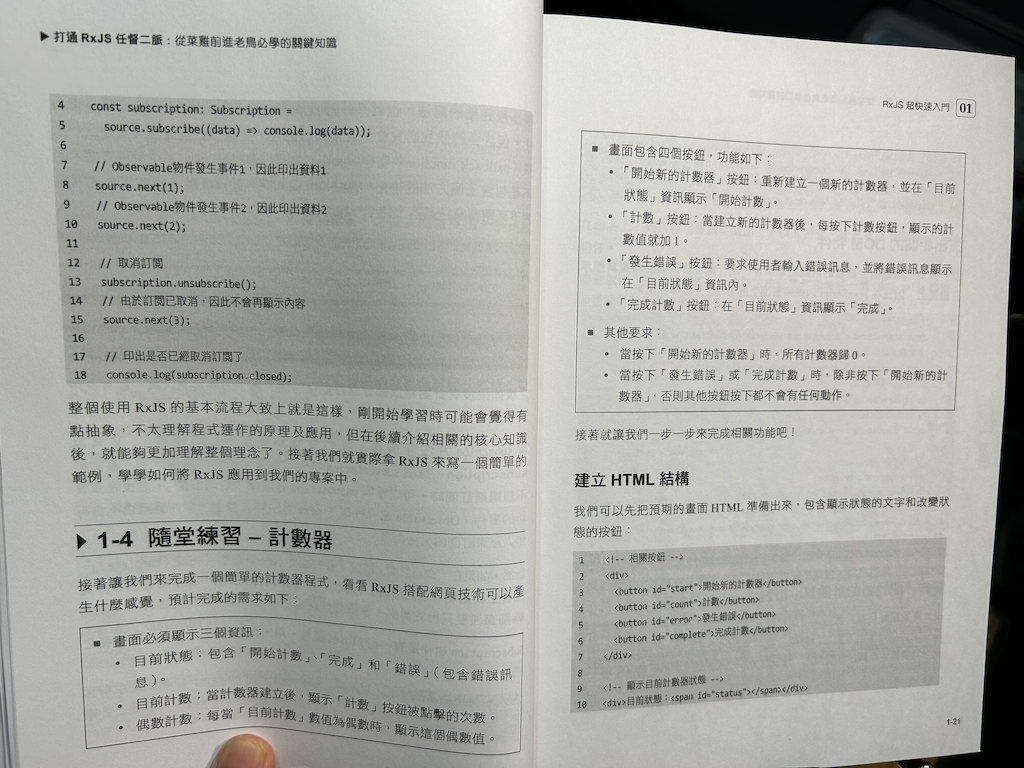 ▶ 打通 RxJS 任督二脈：從菜雞前進老鳥必學的關鍵知識
4 const subscription: Subscription =
5 source.subscribe((data) => console.log(data));
6
7 // Observable物件發生事件1，因此印出資料1
8 source.next(1);
9 // Observable物件發生事件2，因此印出資料2
10 source.next(2);
11
12 // 取消訂閱
13 subscription.unsubscribe();
14 // 由於訂閱已取消，因此不會再顯示內容
15 source.next(3);
16
17 // 印出是否已經取消訂閱了
18 console.log(subscription.closed);
整個使用 RxJS 的基本流程大致上就是這樣，剛開始學習時可能會覺得有
點抽象，不太理解程式運作的原理及應用，但在後續介紹相關的核心知識
後，就能夠更加理解整個理念了。接著我們就實際拿 RxJS 來寫一個簡單的
範例，學學如何將 RxJS 應用到我們的專案中。
▶ 1-4 隨堂練習 – 計數器
接著讓我們來完成一個簡單的計數器程式，看看 RxJS 搭配網頁技術可以產
生什麼感覺，預計完成的需求如下：
■ 畫面必須顯示三個資訊：
• 目前狀態：包含「開始計數」、「完成」和「錯誤」（包含錯誤訊
息）。
• 目前計數：當計數器建立後，顯示「計數」按鈕被點擊的次數。
• 偶數計數：每當「目前計數」數值為偶數時，顯示這個偶數值。
RxJS 超快速入門 01
■ 畫面包含四個按鈕，功能如下：
• 「開始新的計數器」按鈕：重新建立一個新的計數器，並在「目前
狀態」資訊顯示「開始計數」。
• 「計數」按鈕：當建立新的計數器後，每按下計數按鈕，顯示的計
數值就加 1。
• 「發生錯誤」按鈕：要求使用者輸入錯誤訊息，並將錯誤訊息顯示
在「目前狀態」資訊內。
• 「完成計數」按鈕：在「目前狀態」資訊顯示「完成」。
■ 其他要求：
• 當按下「開始新的計數器」時，所有計數器歸 0。
• 當按下「發生錯誤」或「完成計數」時，除非按下「開始新的計
數器」，否則其他按鈕按下都不會有任何動作。
接著就讓我們一步一步來完成相關功能吧！
建立 HTML 結構
我們可以先把預期的畫面 HTML 準備出來，包含顯示狀態的文字和改變狀
態的按鈕：
1 <!-- 相關按鈕 -->
2 <div>
3 <button id="start">開始新的計數器</button>
4 <button id="count">計數</button>
5 <button id="error">發生錯誤</button>
6 <button id="complete">完成計數</button>
7 </div>
8
9 <!-- 顯示目前計數器狀態 -->
10 <div>目前狀態：<span id="status"></span></div>
1-21